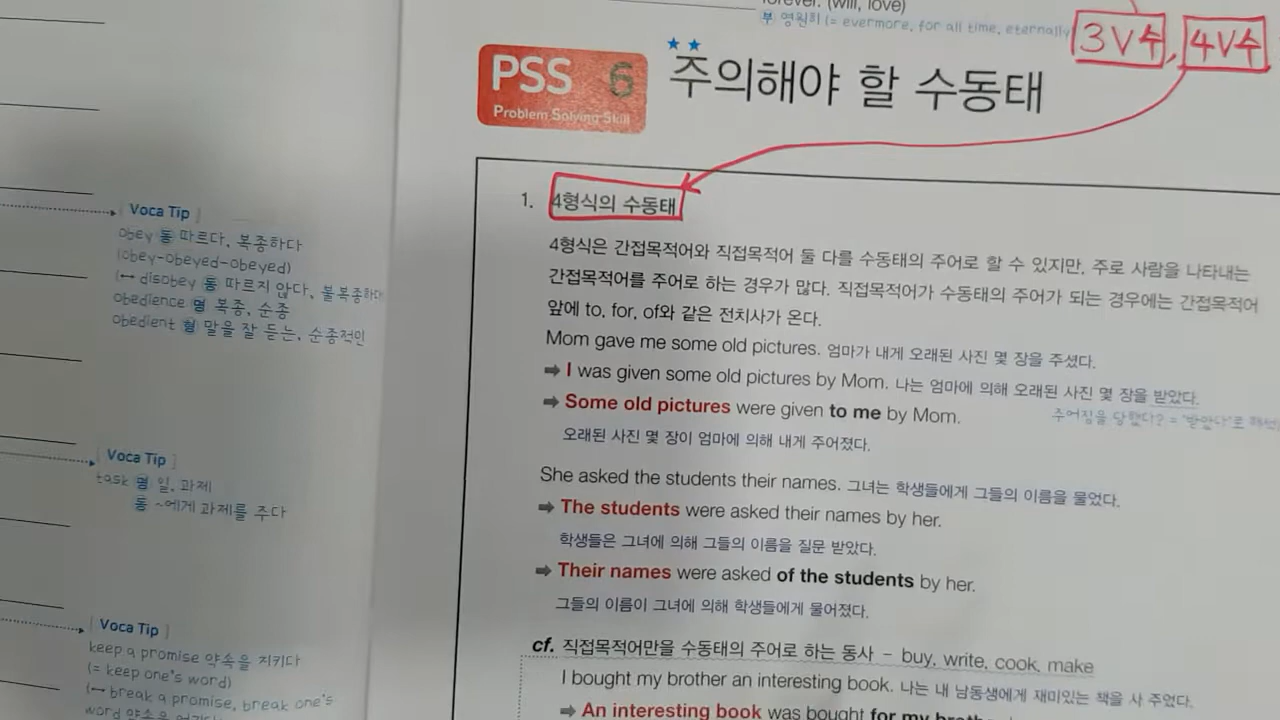 forever. (will, love)
부 영원히 (= evermore, for all time, eternally
3V수, 4V수
PSS 6
Problem Solving Skill
주의해야 할 수동태
1. 4형식의 수동태
4형식은 간접목적어와 직접목적어 둘 다를 수동태의 주어로 할 수 있지만, 주로 사람을 나타내는
간접목적어를 주어로 하는 경우가 많다. 직접목적어가 수동태의 주어가 되는 경우에는 간접목적어
앞에 to, for, of와 같은 전치사가 온다.
Mom gave me some old pictures. 엄마가 내게 오래된 사진 몇 장을 주셨다.
➡ I was given some old pictures by Mom. 나는 엄마에 의해 오래된 사진 몇 장을 받았다.
➡ Some old pictures were given to me by Mom.
주어짐을 당했다? = '받았다'로 해석
오래된 사진 몇 장이 엄마에 의해 내게 주어졌다.
She asked the students their names. 그녀는 학생들에게 그들의 이름을 물었다.
➡ The students were asked their names by her.
학생들은 그녀에 의해 그들의 이름을 질문 받았다.
➡ Their names were asked of the students by her.
그들의 이름이 그녀에 의해 학생들에게 물어졌다.
cf. 직접목적어만을 수동태의 주어로 하는 동사 – buy, write, cook, make
I bought my brother an interesting book. 나는 내 남동생에게 재미있는 책을 사 주었다.
➡ An interesting book was bought for my
Voca Tip
obey 동 따르다, 복종하다
(obey-obeyed-obeyed)
(↔ disobey 동 따르지 않다, 불복종하다
obedience 명 복종, 순종
obedient 형 말을 잘 듣는, 순종적인
Voca Tip
task 명 일, 과제
동 ~에게 과제를 주다
Voca Tip
keep a promise 약속을 지키다
(= keep one's word)
(↔ break a promise, break one's
word 약속을